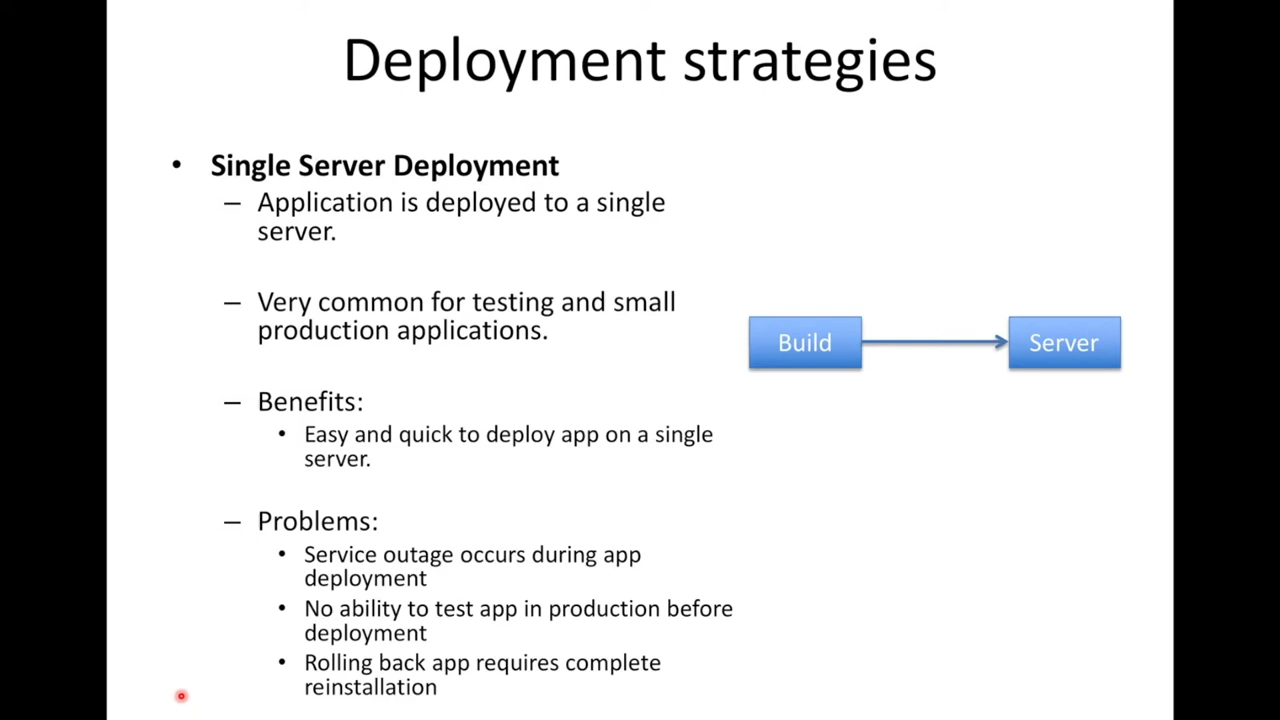 Deployment strategies
• Single Server Deployment
– Application is deployed to a single
server.
– Very common for testing and small
production applications.
– Benefits:
• Easy and quick to deploy app on a single
server.
– Problems:
• Service outage occurs during app
deployment
• No ability to test app in production before
deployment
• Rolling back app requires complete
reinstallation
Build
Server